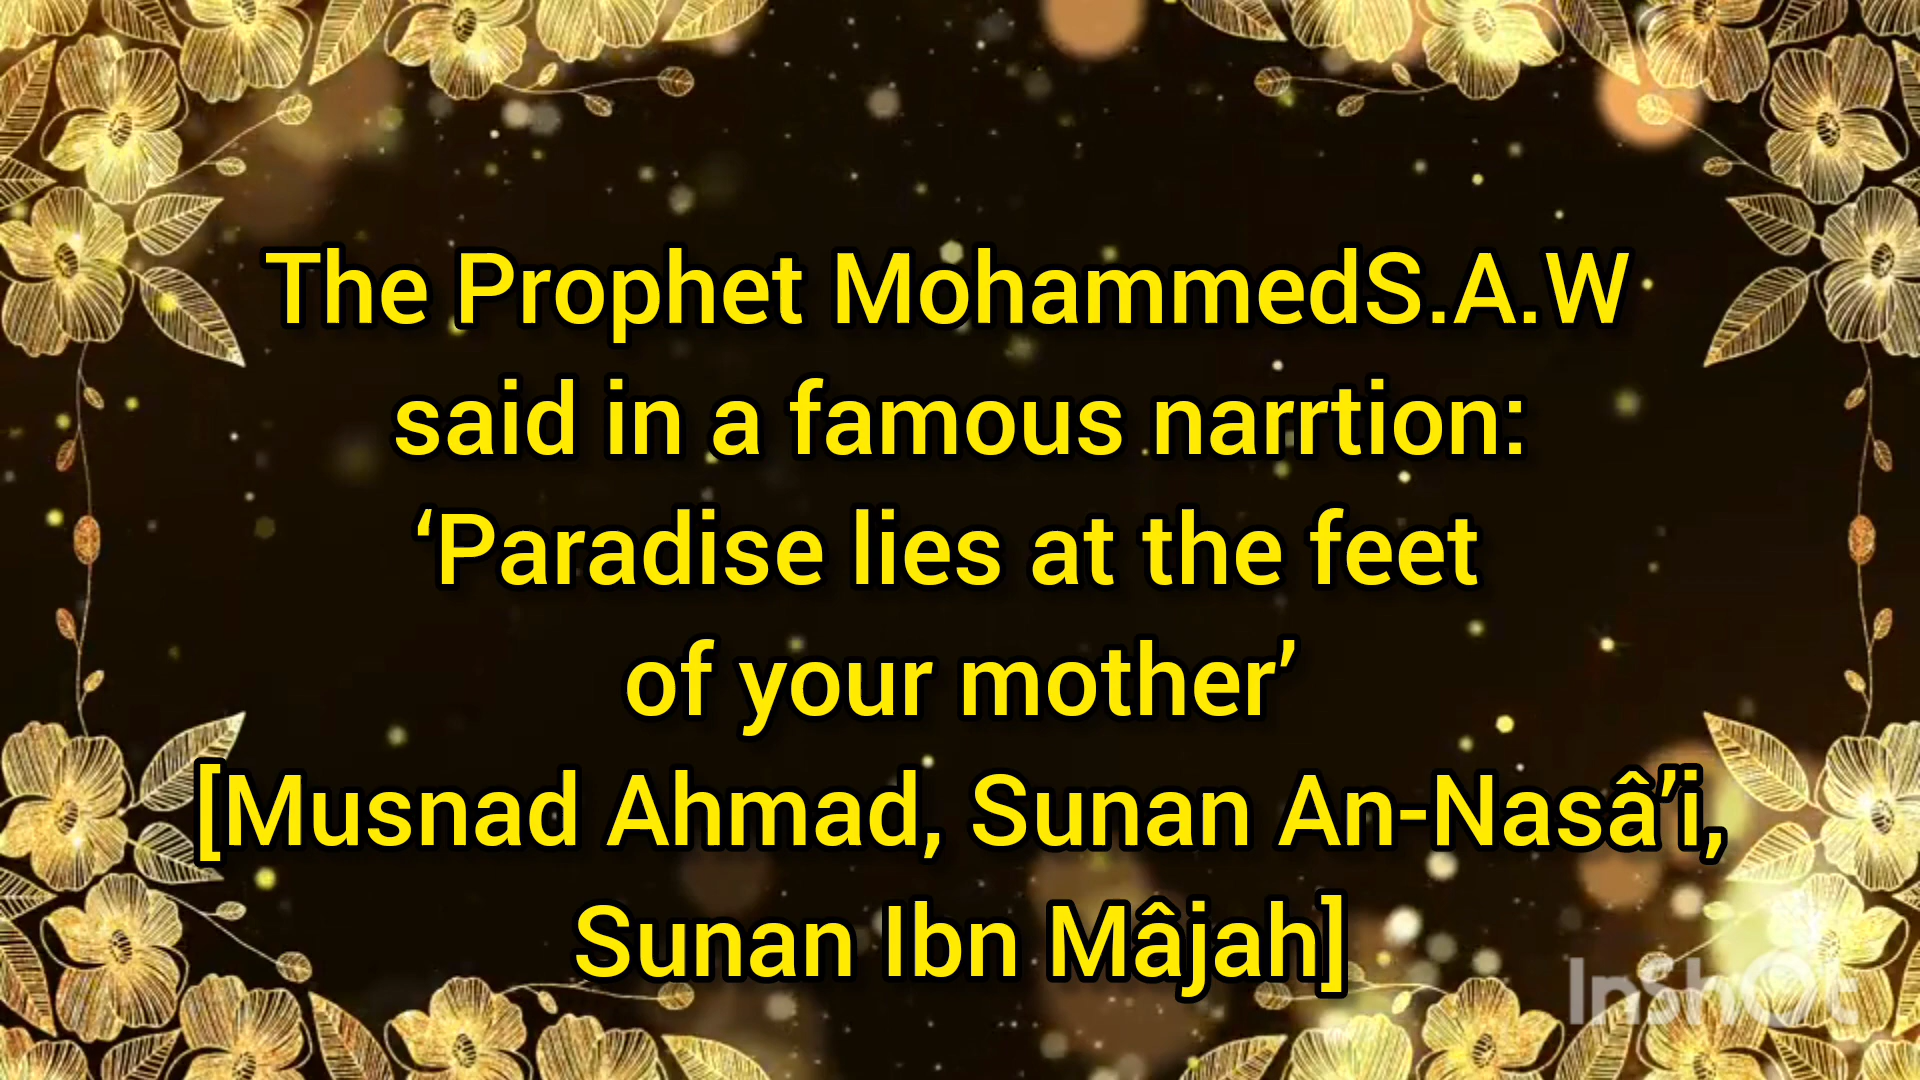 The Prophet MohammedS.A.W
said in a famous narrtion:
‘Paradise lies at the feet
of your mother’
[Musnad Ahmad, Sunan An-Nasâ’i,
Sunan Ibn Mâjah]
InShOt